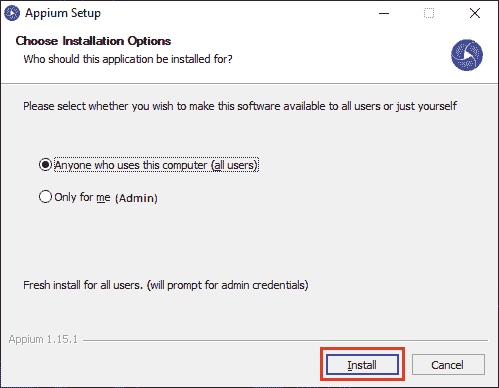 Appium Setup
Choose Installation Options
Who should this application be installed for?
Please select whether you wish to make this software available to all users or just yourself
Anyone who uses this computer (all users)
Only for me (Admin)
Fresh install for all users. (will prompt for admin credentials)
Appium 1.15.1
Install
Cancel